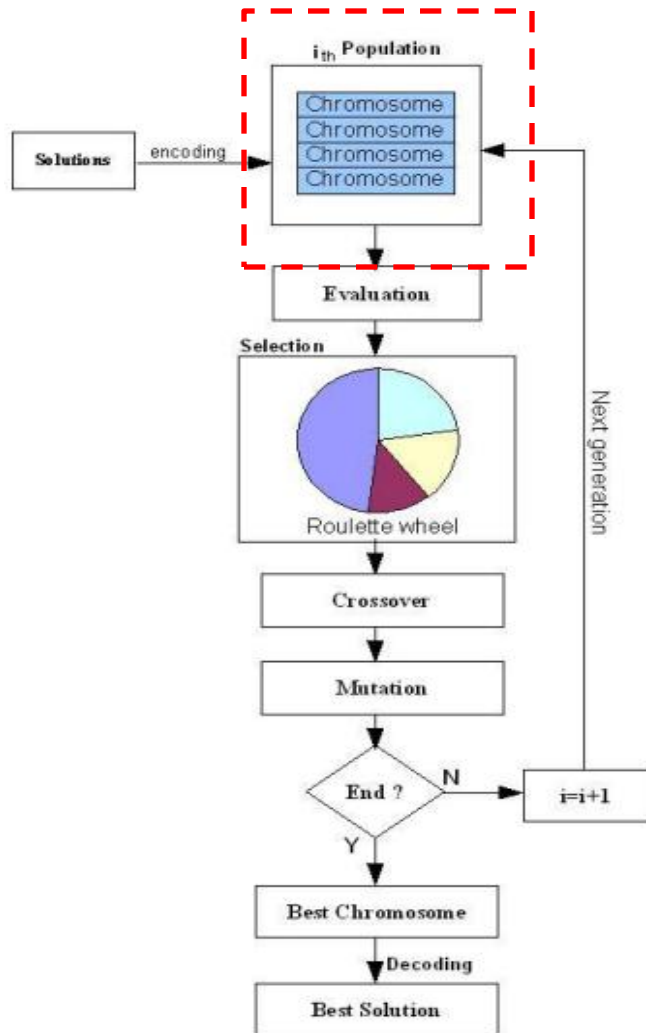 i th Population
Chromosome
Chromosome
Chromosome
Chromosome
Solutions
encoding
Evaluation
Selection
Roulette wheel
Next generation
Crossover
Mutation
End ?
N
i=i+1
Y
Best Chromosome
Decoding
Best Solution